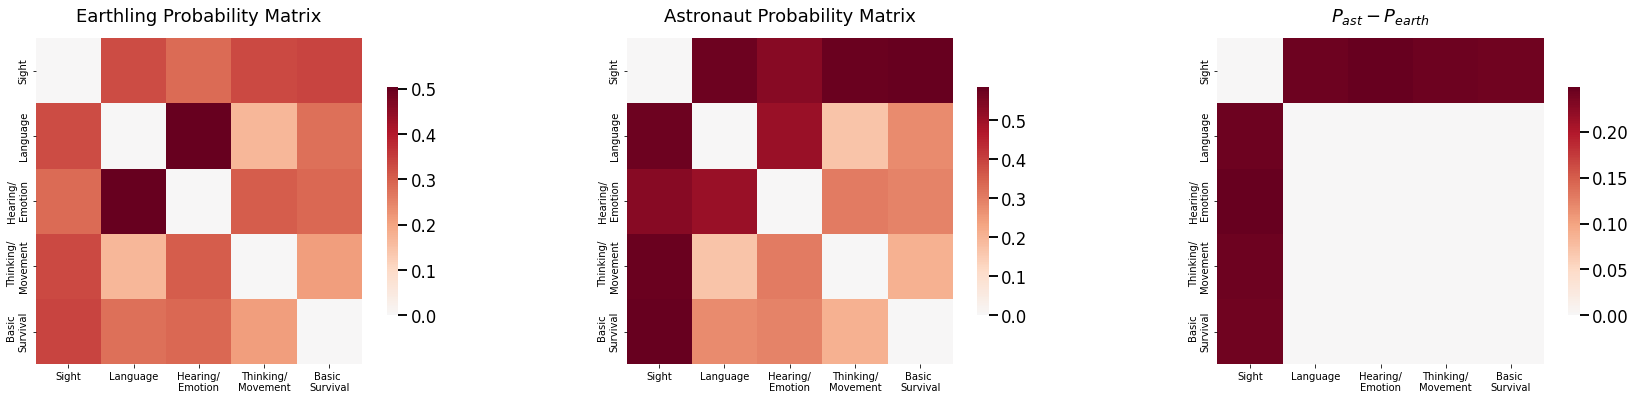 Earthling Probability Matrix
Sight
Language
Hearing/
Emotion
Thinking/
Movement
Basic
Survival
0.5
0.4
0.3
0.2
0.1
0.0
Sight
Language
Hearing/
Emotion
Thinking/
Movement
Basic
Survival
Astronaut Probability Matrix
Sight
Language
Hearing/
Emotion
Thinking/
Movement
Basic
Survival
0.5
0.4
0.3
0.2
0.1
0.0
Sight
Language
Hearing/
Emotion
Thinking/
Movement
Basic
Survival
P_ast − P_earth
Sight
Language
Hearing/
Emotion
Thinking/
Movement
Basic
Survival
0.20
0.15
0.10
0.05
0.00
Sight
Language
Hearing/
Emotion
Thinking/
Movement
Basic
Survival